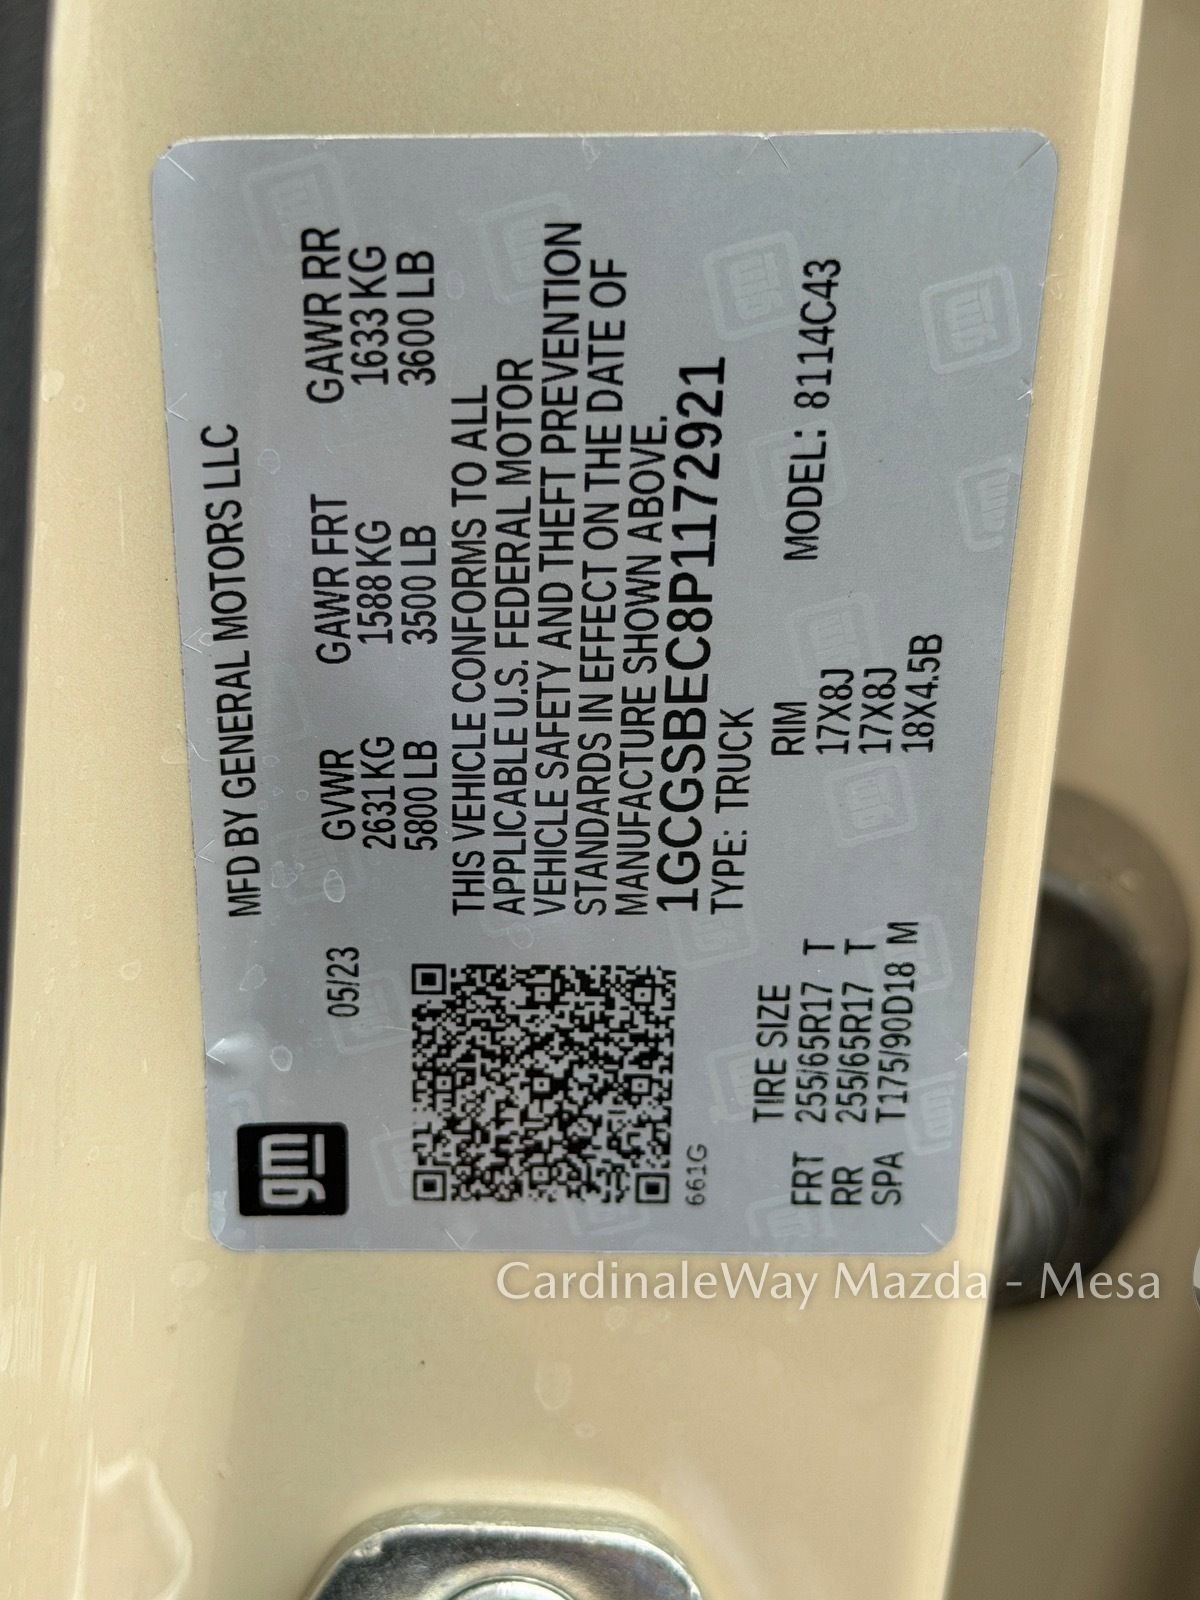 gm
MFD BY GENERAL MOTORS LLC
05/23
GVWR GAWR FRT GAWR RR
2631 KG 1588 KG 1633 KG
5800 LB 3500 LB 3600 LB
THIS VEHICLE CONFORMS TO ALL
APPLICABLE U.S. FEDERAL MOTOR
VEHICLE SAFETY AND THEFT PREVENTION
STANDARDS IN EFFECT ON THE DATE OF
MANUFACTURE SHOWN ABOVE.
1GCGSBEC8P1172921
TYPE: TRUCK
661G
TIRE SIZE RIM MODEL: 8114C43
FRT 255/65R17 T 17X8J
RR 255/65R17 T 17X8J
SPA T175/90D18 M 18X4.5B
CardinaleWay Mazda - Mesa